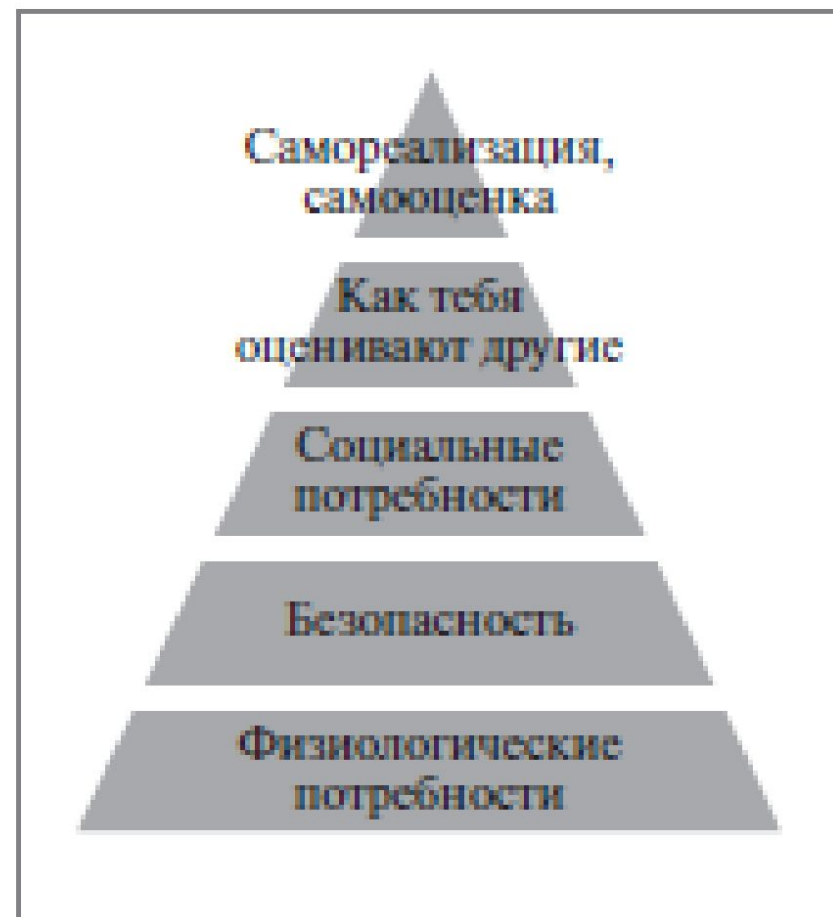 Самореализация,
самооценка
Как тебя
оценивают другие
Социальные
потребности
Безопасность
Физиологические
потребности